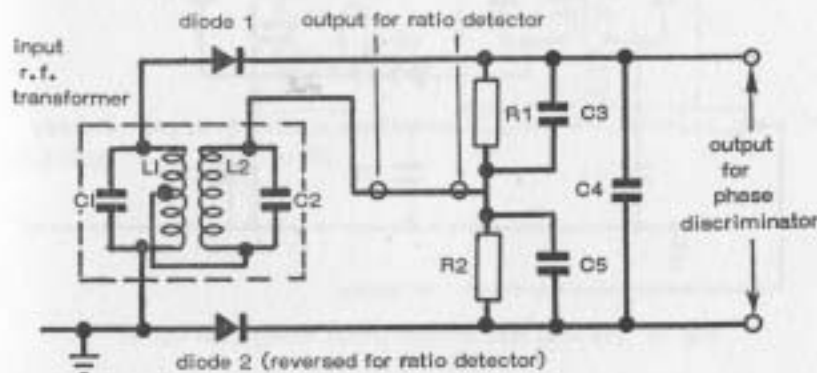 diode 1
output for ratio detector
input
r.f.
transformer
R1
C3
L1
L2
C1
C2
C4
output
for
phase
discriminator
R2
C5
diode 2 (reversed for ratio detector)